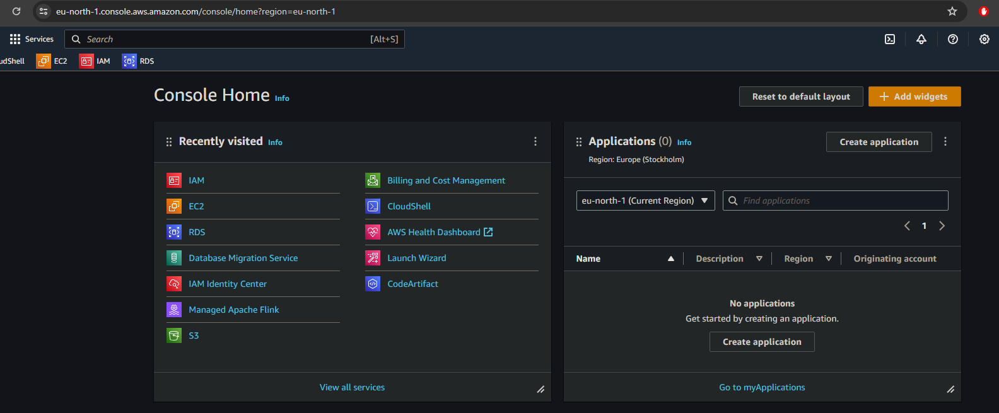 eu-north-1.console.aws.amazon.com/console/home?region=eu-north-1
Services
Search
[Alt+S]
udShell
EC2
IAM
RDS
Console Home Info
Reset to default layout
Add widgets
Recently visited Info
IAM
EC2
RDS
Database Migration Service
IAM Identity Center
Managed Apache Flink
S3
Billing and Cost Management
CloudShell
AWS Health Dashboard
Launch Wizard
CodeArtifact
View all services
Applications (0) Info
Region: Europe (Stockholm)
Create application
eu-north-1 (Current Region)
Find applications
1
Name
Description
Region
Originating account
No applications
Get started by creating an application.
Create application
Go to myApplications